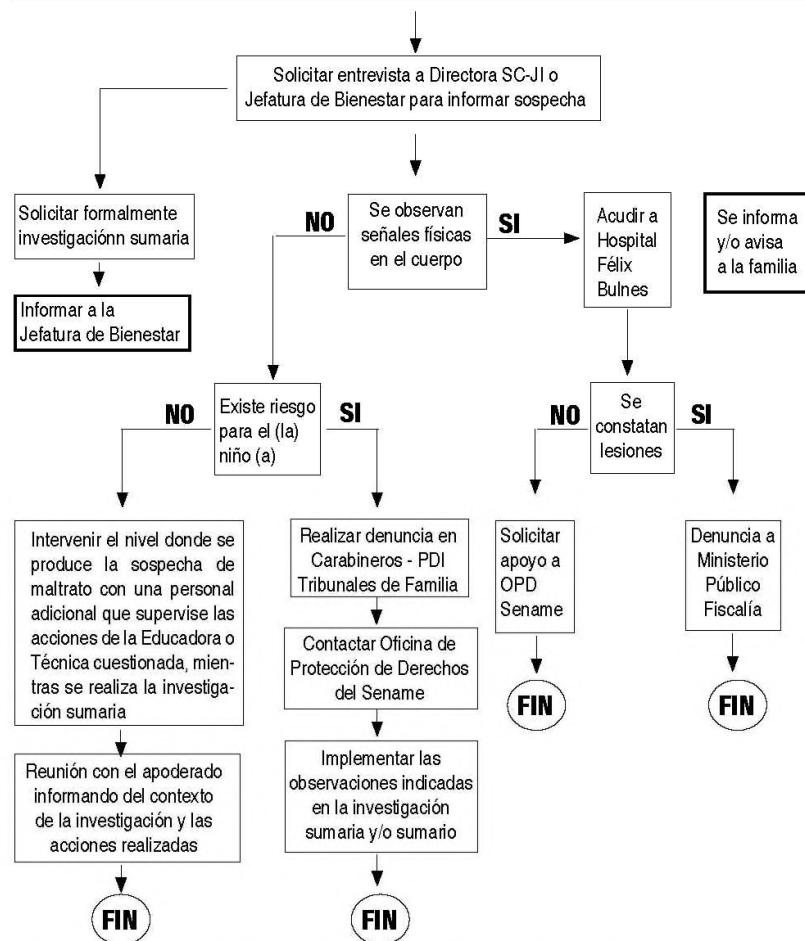 Solicitar entrevista a Directora SC-JI o
Jefatura de Bienestar para informar sospecha
Solicitar formalmente
investigaciónn sumaria
Informar a la
Jefatura de Bienestar
NO
Se observan
señales físicas
en el cuerpo
SI
Acudir a
Hospital
Félix
Bulnes
Se informa
y/o avisa
a la familia
NO
Existe riesgo
para el (la)
niño (a)
SI
NO
Se
constatan
lesiones
SI
Intervenir el nivel donde se
produce la sospecha de
maltrato con una personal
adicional que supervise las
acciones de la Educadora o
Técnica cuestionada, mien-
tras se realiza la investiga-
ción sumaria
Realizar denuncia en
Carabineros - PDI
Tribunales de Familia
Solicitar
apoyo a
OPD
Sename
Denuncia a
Ministerio
Público
Fiscalía
Contactar Oficina de
Protección de Derechos
del Sename
FIN
FIN
Reunión con el apoderado
informando del contexto
de la investigación y las
acciones realizadas
Implementar las
observaciones indicadas
en la investigación
sumaria y/o sumario
FIN
FIN